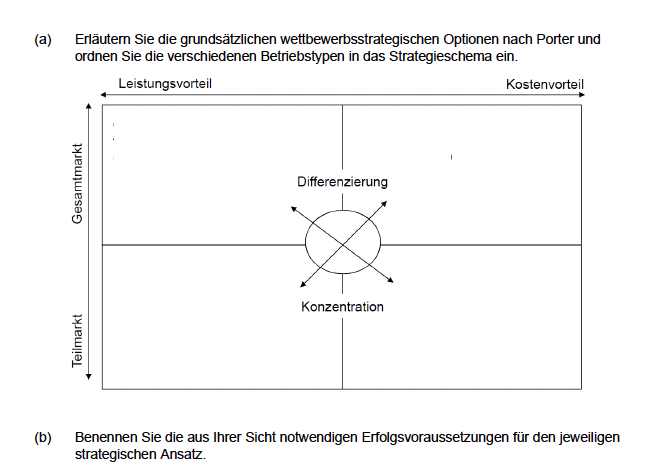 (a) Erläutern Sie die grundsätzlichen wettbewerbsstrategischen Optionen nach Porter und
ordnen Sie die verschiedenen Betriebstypen in das Strategieschema ein.
Leistungsvorteil
Kostenvorteil
Gesamtmarkt
Differenzierung
Konzentration
Teilmarkt
(b) Benennen Sie die aus Ihrer Sicht notwendigen Erfolgsvoraussetzungen für den jeweiligen
strategischen Ansatz.